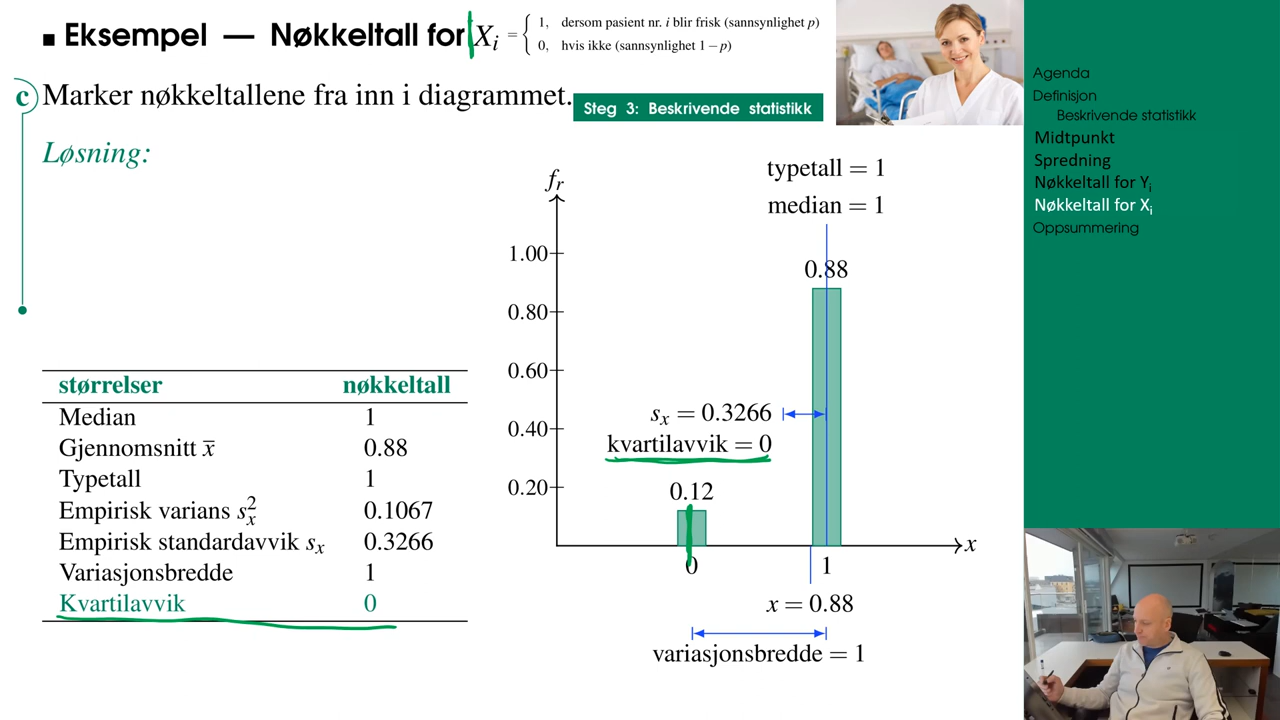 Eksempel — Nøkkeltall for X_i = { 1, dersom pasient nr. i blir frisk (sannsynlighet p)
0, hvis ikke (sannsynlighet 1 − p)
c Marker nøkkeltallene fra inn i diagrammet.
Steg 3: Beskrivende statistikk
Løsning:
størrelser nøkkeltall
Median 1
Gjennomsnitt x̄ 0.88
Typetall 1
Empirisk varians s_x^2 0.1067
Empirisk standardavvik s_x 0.3266
Variasjonsbredde 1
Kvartilavvik 0
f_r
typetall = 1
median = 1
1.00
0.88
0.80
0.60
s_x = 0.3266
0.40
kvartilavvik = 0
0.20
0.12
x
0 1
x = 0.88
variasjonsbredde = 1
Agenda
Definisjon
Beskrivende statistikk
Midtpunkt
Spredning
Nøkkeltall for Y_i
Nøkkeltall for X_i
Oppsummering